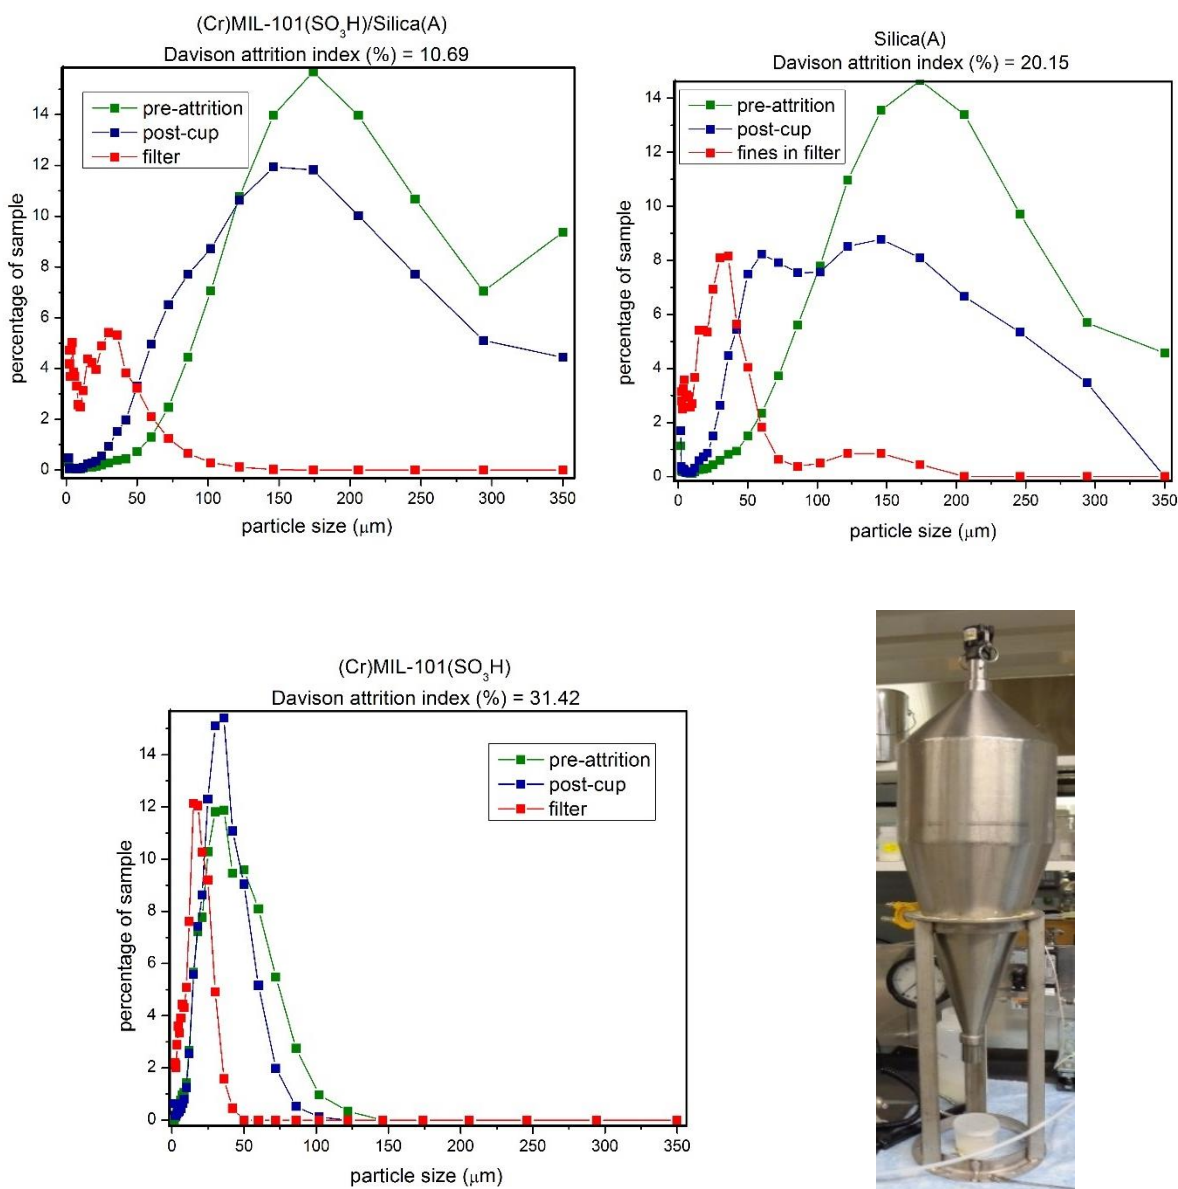 (Cr)MIL-101(SO₃H)/Silica(A)
Davison attrition index (%) = 10.69
pre-attrition
post-cup
filter
percentage of sample
14
12
10
8
6
4
2
0
0 50 100 150 200 250 300 350
particle size (μm)
Silica(A)
Davison attrition index (%) = 20.15
pre-attrition
post-cup
fines in filter
percentage of sample
14
12
10
8
6
4
2
0
0 50 100 150 200 250 300 350
particle size (μm)
(Cr)MIL-101(SO₃H)
Davison attrition index (%) = 31.42
pre-attrition
post-cup
filter
percentage of sample
14
12
10
8
6
4
2
0
0 50 100 150 200 250 300 350
particle size (μm)